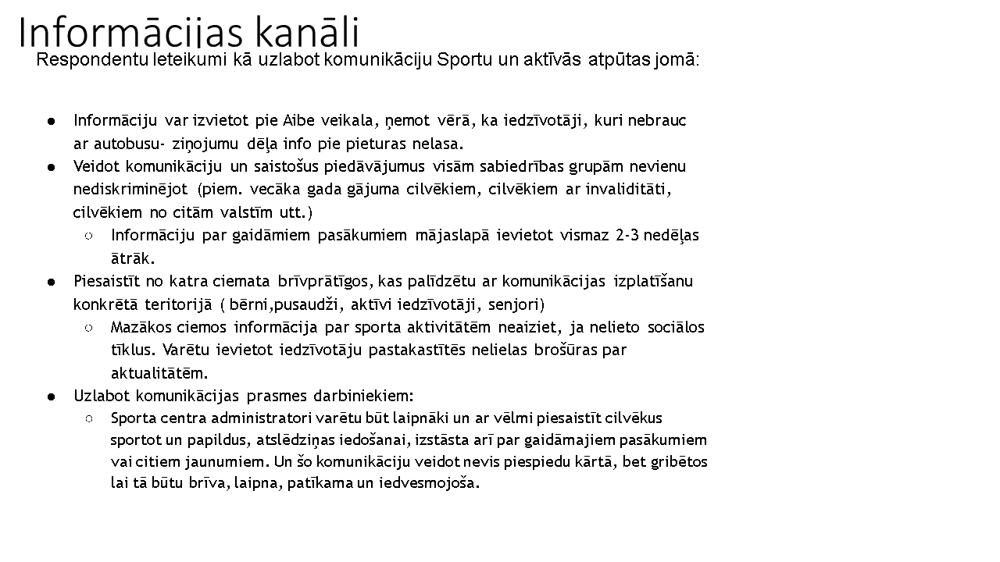 Informācijas kanāli
Respondentu Ieteikumi kā uzlabot komunikāciju Sportu un aktīvās atpūtas jomā:
● Informāciju var izvietot pie Aibe veikala, ņemot vērā, ka iedzīvotāji, kuri nebrauc
ar autobusu- ziņojumu dēļa info pie pieturas nelasa.
● Veidot komunikāciju un saistošus piedāvājumus visām sabiedrības grupām nevienu
nediskriminējot (piem. vecāka gada gājuma cilvēkiem, cilvēkiem ar invaliditāti,
cilvēkiem no citām valstīm utt.)
○ Informāciju par gaidāmiem pasākumiem mājaslapā ievietot vismaz 2-3 nedēļas
ātrāk.
● Piesaistīt no katra ciemata brīvprātīgos, kas palīdzētu ar komunikācijas izplatīšanu
konkrētā teritorijā ( bērni,pusaudži, aktīvi iedzīvotāji, senjori)
○ Mazākos ciemos informācija par sporta aktivitātēm neaiziet, ja nelieto sociālos
tīklus. Varētu ievietot iedzīvotāju pastakastītēs nelielas brošūras par
aktualitātēm.
● Uzlabot komunikācijas prasmes darbiniekiem:
○ Sporta centra administratori varētu būt laipnāki un ar vēlmi piesaistīt cilvēkus
sportot un papildus, atslēdziņas iedošanai, izstāsta arī par gaidāmajiem pasākumiem
vai citiem jaunumiem. Un šo komunikāciju veidot nevis piespiedu kārtā, bet gribētos
lai tā būtu brīva, laipna, patīkama un iedvesmojoša.